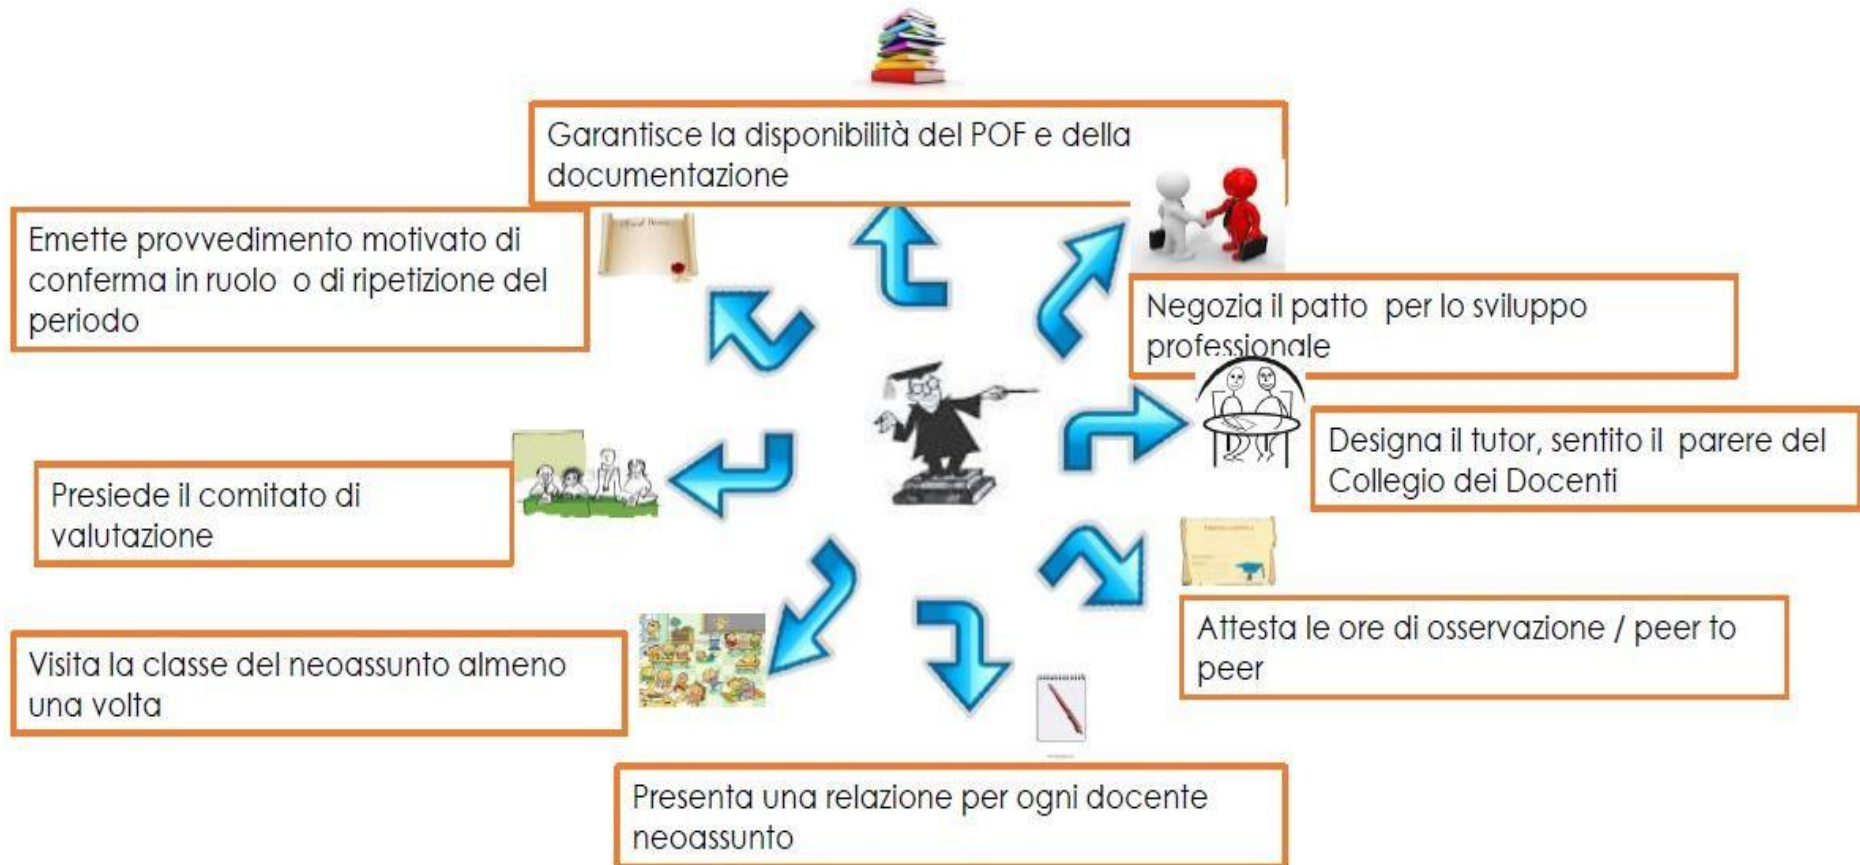 Garantisce la disponibilità del POF e della
documentazione
Emette provvedimento motivato di
conferma in ruolo o di ripetizione del
periodo
Negozia il patto per lo sviluppo
professionale
Designa il tutor, sentito il parere del
Collegio dei Docenti
Presiede il comitato di
valutazione
Attesta le ore di osservazione / peer to
peer
Visita la classe del neoassunto almeno
una volta
Presenta una relazione per ogni docente
neoassunto